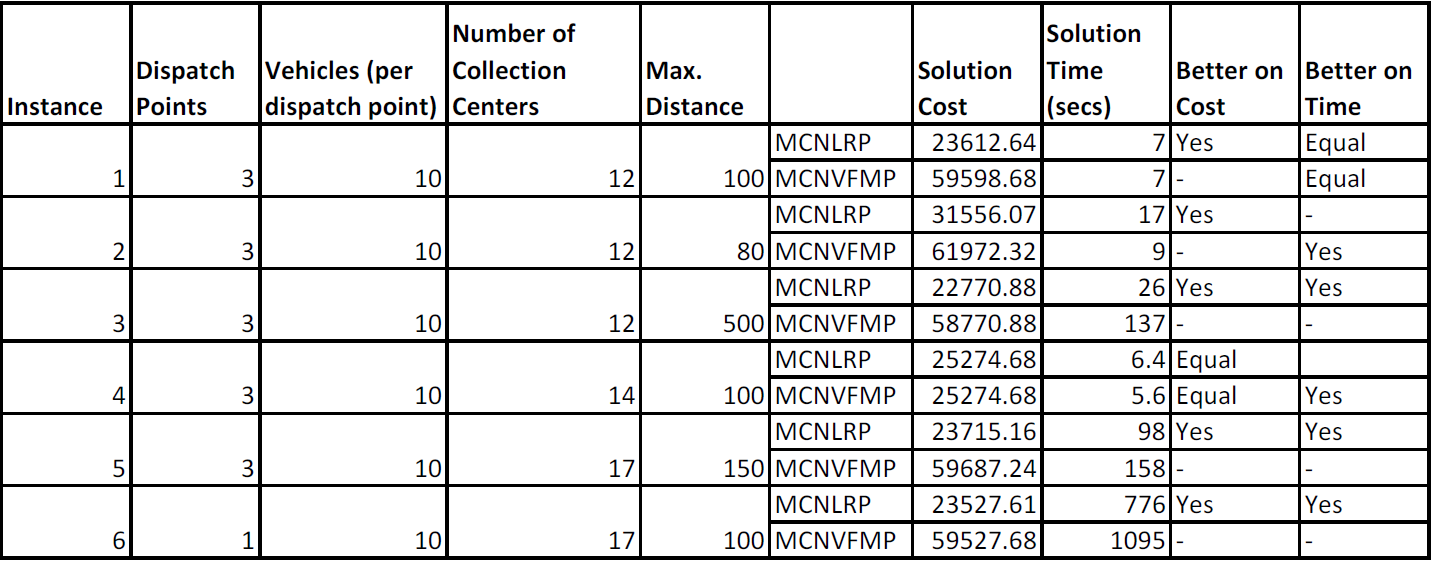 Instance Dispatch Points Vehicles (per dispatch point) Number of Collection Centers Max. Distance Solution Cost Solution Time (secs) Better on Cost Better on Time
1 3 10 12 100 MCNLRP 23612.64 7 Yes Equal
MCNVFMP 59598.68 7 - Equal
2 3 10 12 80 MCNLRP 31556.07 17 Yes -
MCNVFMP 61972.32 9 - Yes
3 3 10 12 500 MCNLRP 22770.88 26 Yes Yes
MCNVFMP 58770.88 137 - -
4 3 10 14 100 MCNLRP 25274.68 6.4 Equal
MCNVFMP 25274.68 5.6 Equal Yes
5 3 10 17 150 MCNLRP 23715.16 98 Yes Yes
MCNVFMP 59687.24 158 - -
6 1 10 17 100 MCNLRP 23527.61 776 Yes Yes
MCNVFMP 59527.68 1095 - -